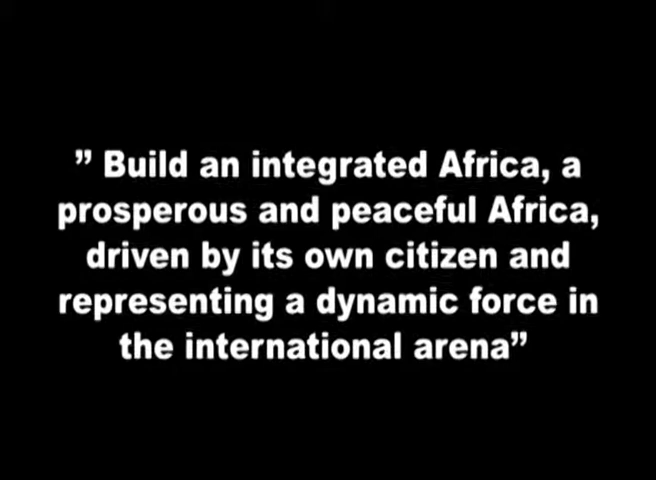 ” Build an integrated Africa, a
prosperous and peaceful Africa,
driven by its own citizen and
representing a dynamic force in
the international arena”